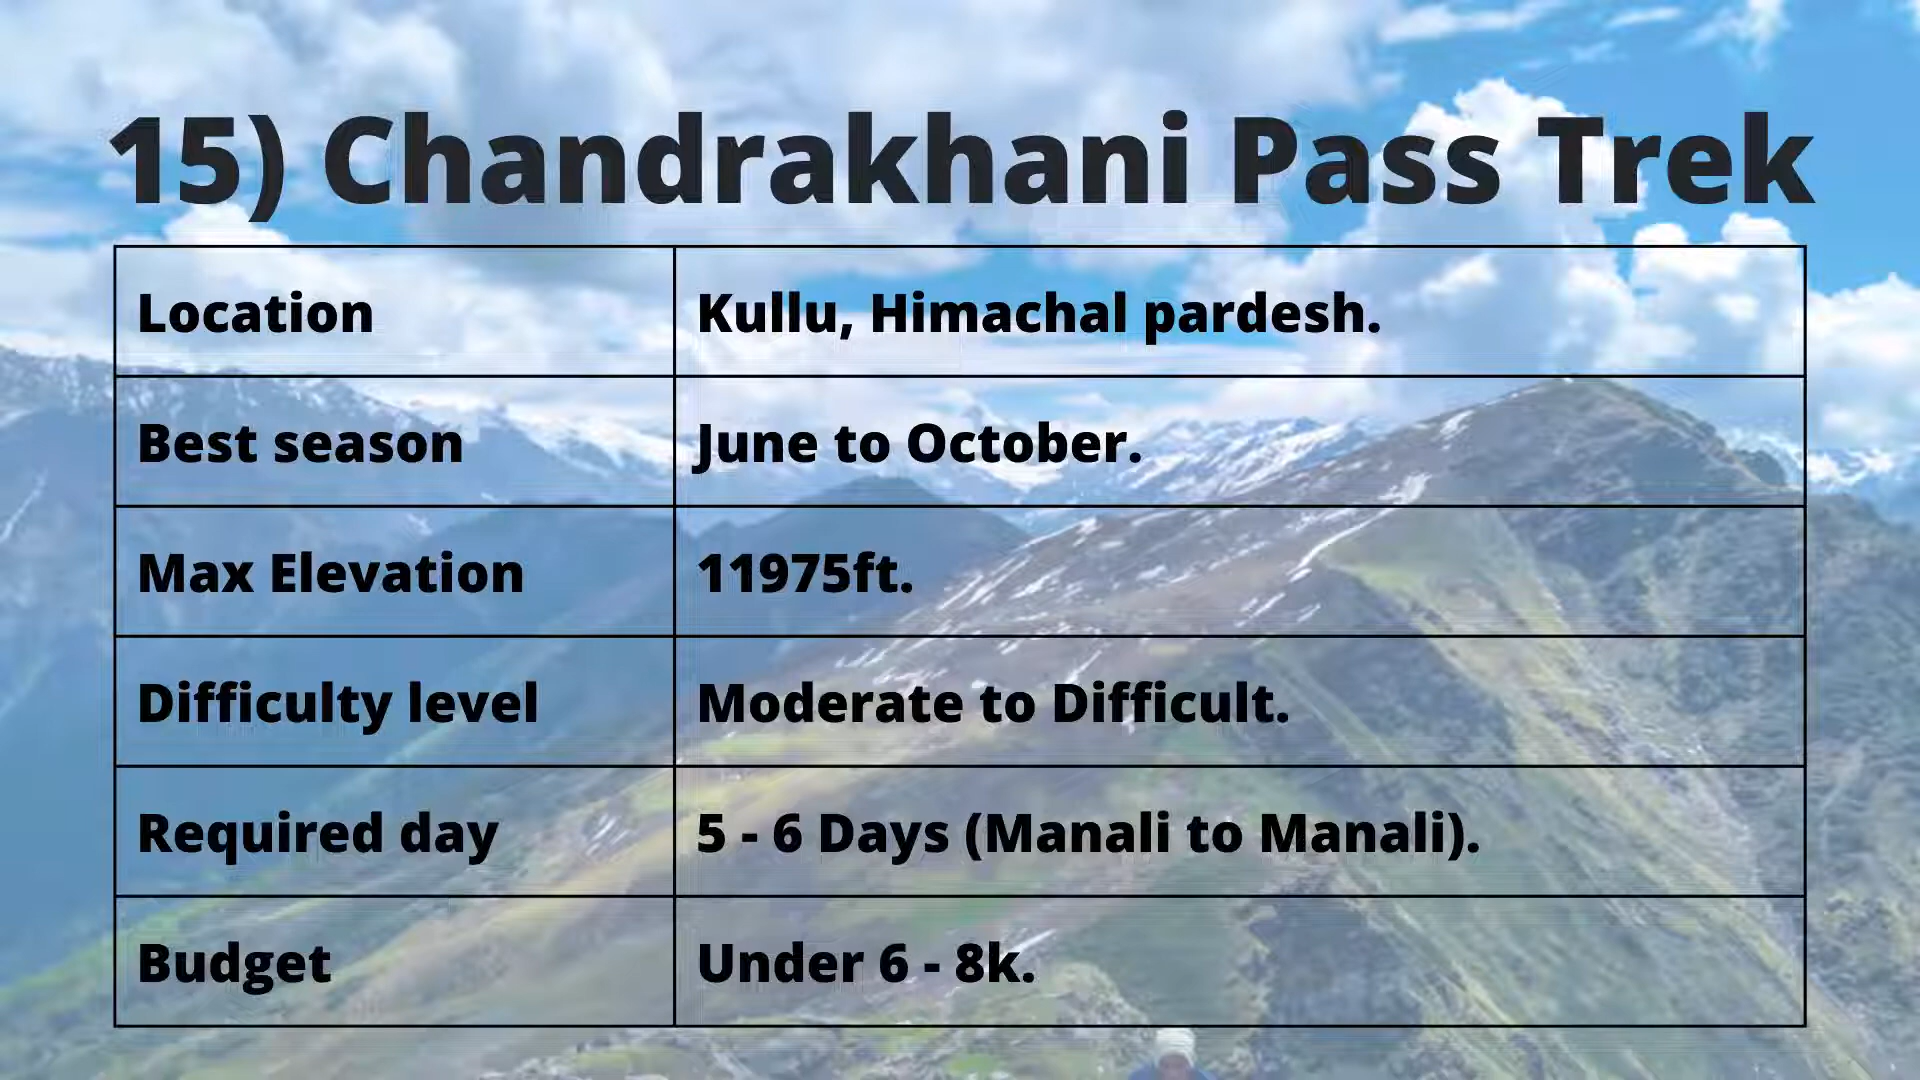 15) Chandrakhani Pass Trek
Location
Kullu, Himachal pardesh.
Best season
June to October.
Max Elevation
11975ft.
Difficulty level
Moderate to Difficult.
Required day
5 - 6 Days (Manali to Manali).
Budget
Under 6 - 8k.